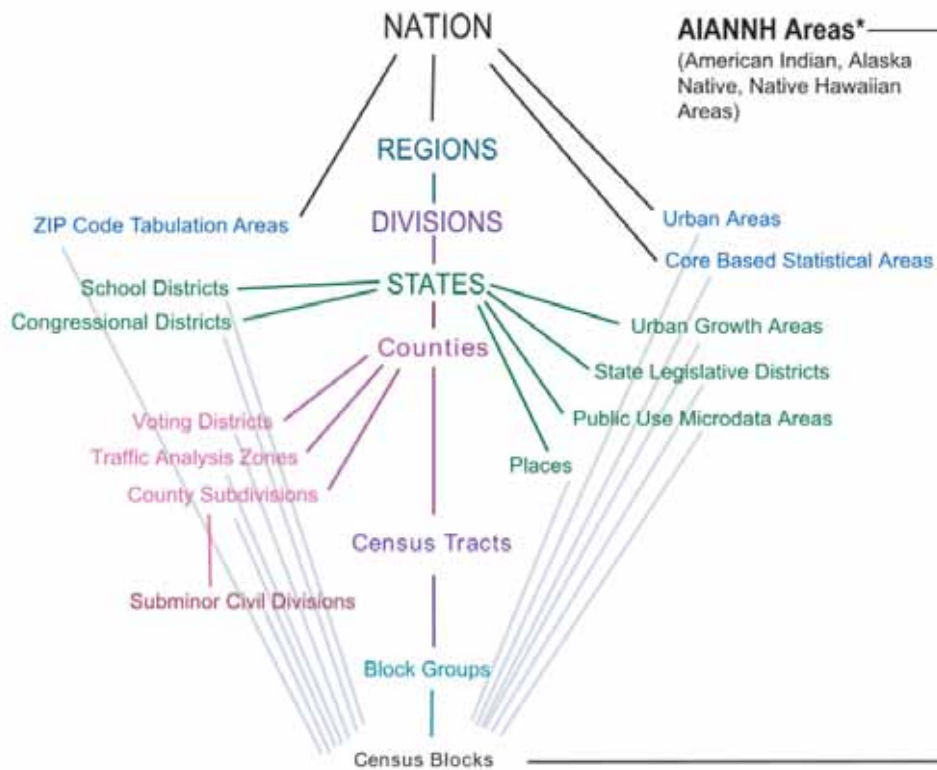 NATION
AIANNH Areas*
(American Indian, Alaska
Native, Native Hawaiian
Areas)
REGIONS
ZIP Code Tabulation Areas
DIVISIONS
Urban Areas
Core Based Statistical Areas
School Districts
STATES
Congressional Districts
Urban Growth Areas
Counties
State Legislative Districts
Voting Districts
Public Use Microdata Areas
Traffic Analysis Zones
Places
County Subdivisions
Census Tracts
Subminor Civil Divisions
Block Groups
Census Blocks